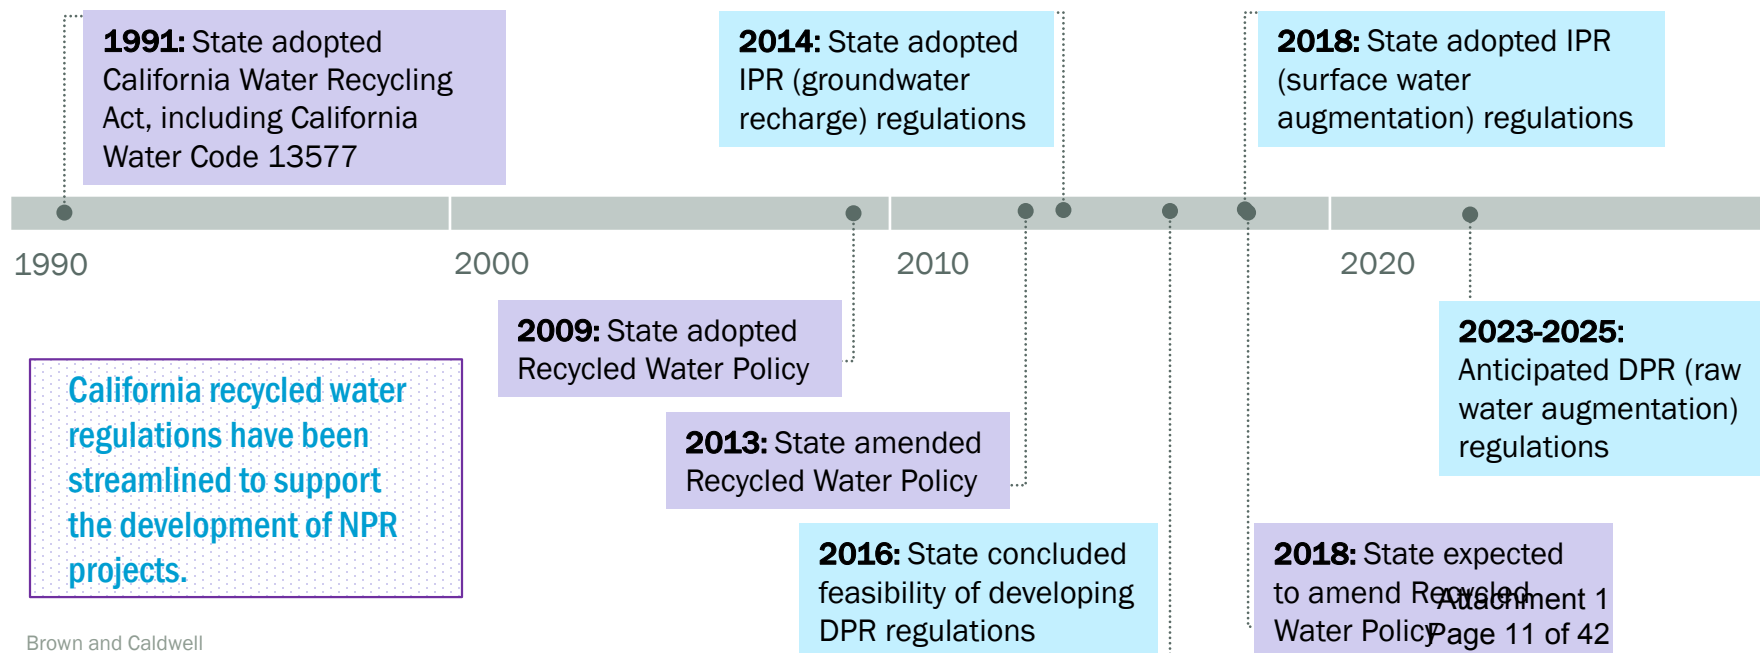 1991: State adopted
California Water Recycling
Act, including California
Water Code 13577
2014: State adopted
IPR (groundwater
recharge) regulations
2018: State adopted IPR
(surface water
augmentation) regulations
1990
2000
2010
2020
2009: State adopted
Recycled Water Policy
2013: State amended
Recycled Water Policy
2016: State concluded
feasibility of developing
DPR regulations
2018: State expected
to amend Recycled
Water Policy
2023-2025:
Anticipated DPR (raw
water augmentation)
regulations
California recycled water
regulations have been
streamlined to support
the development of NPR
projects.
Brown and Caldwell
Attachment 1
Page 11 of 42